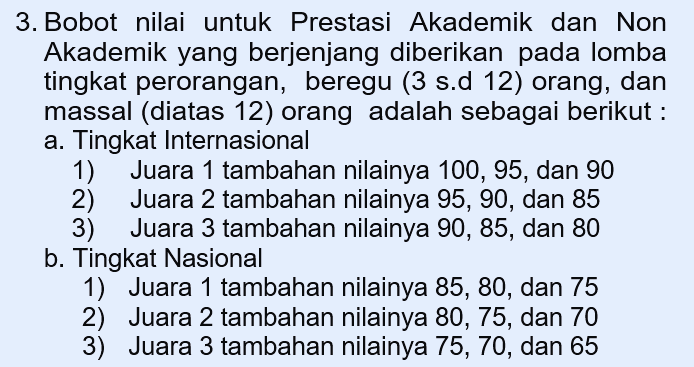 3. Bobot nilai untuk Prestasi Akademik dan Non
Akademik yang berjenjang diberikan pada lomba
tingkat perorangan, beregu (3 s.d 12) orang, dan
massal (diatas 12) orang adalah sebagai berikut :
a. Tingkat Internasional
1) Juara 1 tambahan nilainya 100, 95, dan 90
2) Juara 2 tambahan nilainya 95, 90, dan 85
3) Juara 3 tambahan nilainya 90, 85, dan 80
b. Tingkat Nasional
1) Juara 1 tambahan nilainya 85, 80, dan 75
2) Juara 2 tambahan nilainya 80, 75, dan 70
3) Juara 3 tambahan nilainya 75, 70, dan 65